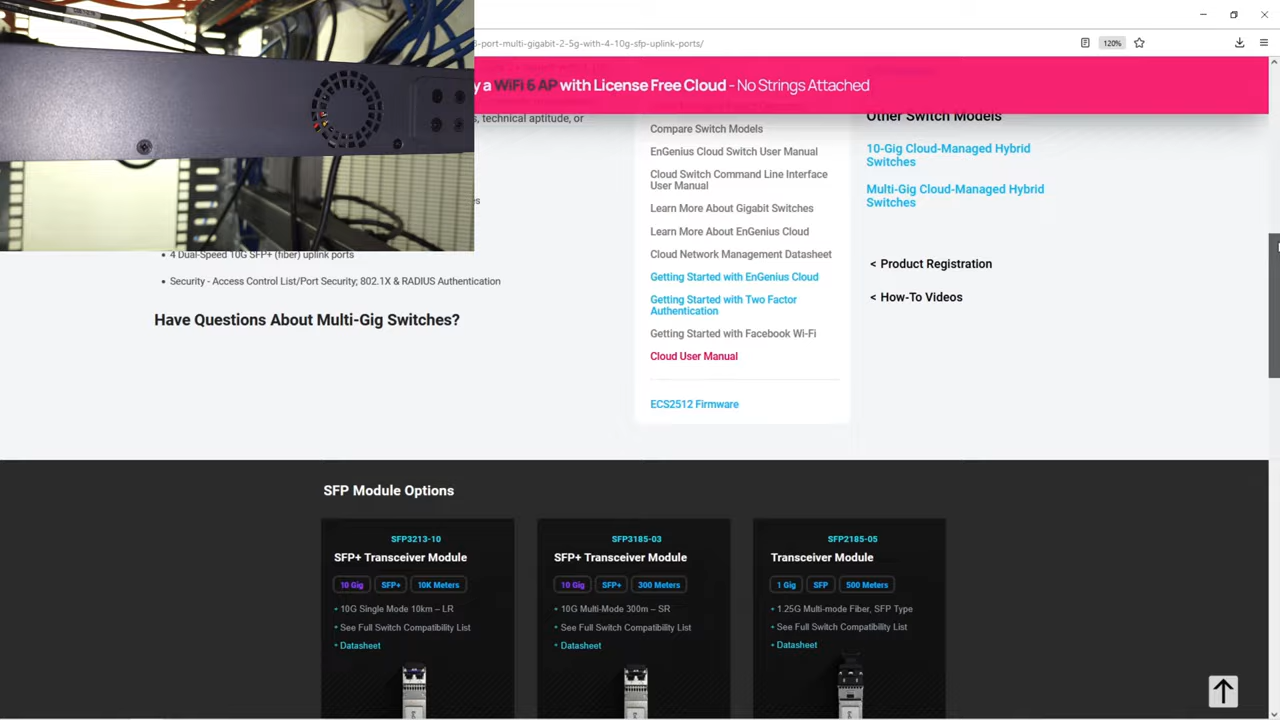 -port-multi-gigabit-2-5g-with-4-10g-sfp-uplink-ports/
120%
y a WiFi 6 AP with License Free Cloud - No Strings Attached
, technical aptitude, or
4 Dual-Speed 10G SFP+ (fiber) uplink ports
Security - Access Control List/Port Security; 802.1X & RADIUS Authentication
Have Questions About Multi-Gig Switches?
Compare Switch Models
EnGenius Cloud Switch User Manual
Cloud Switch Command Line Interface
User Manual
Learn More About Gigabit Switches
Learn More About EnGenius Cloud
Cloud Network Management Datasheet
Getting Started with EnGenius Cloud
Getting Started with Two Factor
Authentication
Getting Started with Facebook Wi-Fi
Cloud User Manual
ECS2512 Firmware
Other Switch Models
10-Gig Cloud-Managed Hybrid
Switches
Multi-Gig Cloud-Managed Hybrid
Switches
< Product Registration
< How-To Videos
SFP Module Options
SFP3213-10
SFP+ Transceiver Module
10 Gig SFP+ 10K Meters
10G Single Mode 10km – LR
See Full Switch Compatibility List
Datasheet
SFP3185-03
SFP+ Transceiver Module
10 Gig SFP+ 300 Meters
10G Multi-Mode 300m – SR
See Full Switch Compatibility List
Datasheet
SFP2185-05
Transceiver Module
1 Gig SFP 500 Meters
1.25G Multi-mode Fiber, SFP Type
See Full Switch Compatibility List
Datasheet